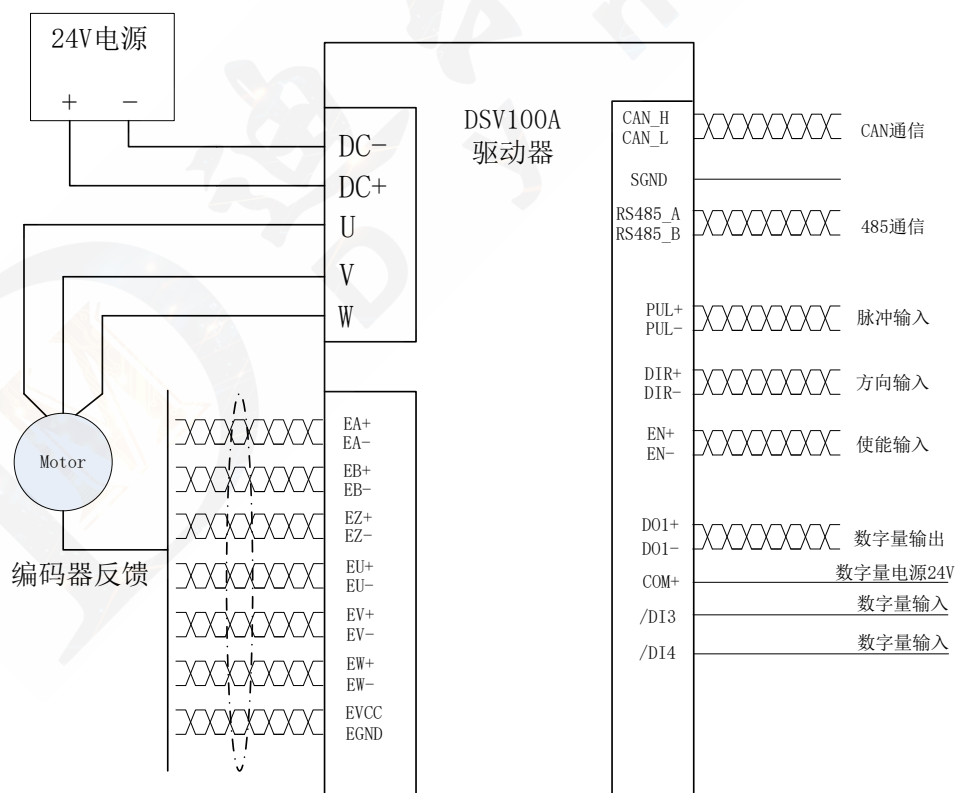 24V电源
+ −
DC−
DC+
U
V
W
Motor
编码器反馈
EA+
EA−
EB+
EB−
EZ+
EZ−
EU+
EU−
EV+
EV−
EW+
EW−
EVCC
EGND
DSV100A
驱动器
CAN_H
CAN_L
CAN通信
SGND
RS485_A
RS485_B
485通信
PUL+
PUL−
脉冲输入
DIR+
DIR−
方向输入
EN+
EN−
使能输入
DO1+
DO1−
数字量输出
COM+
数字量电源24V
/DI3
数字量输入
/DI4
数字量输入